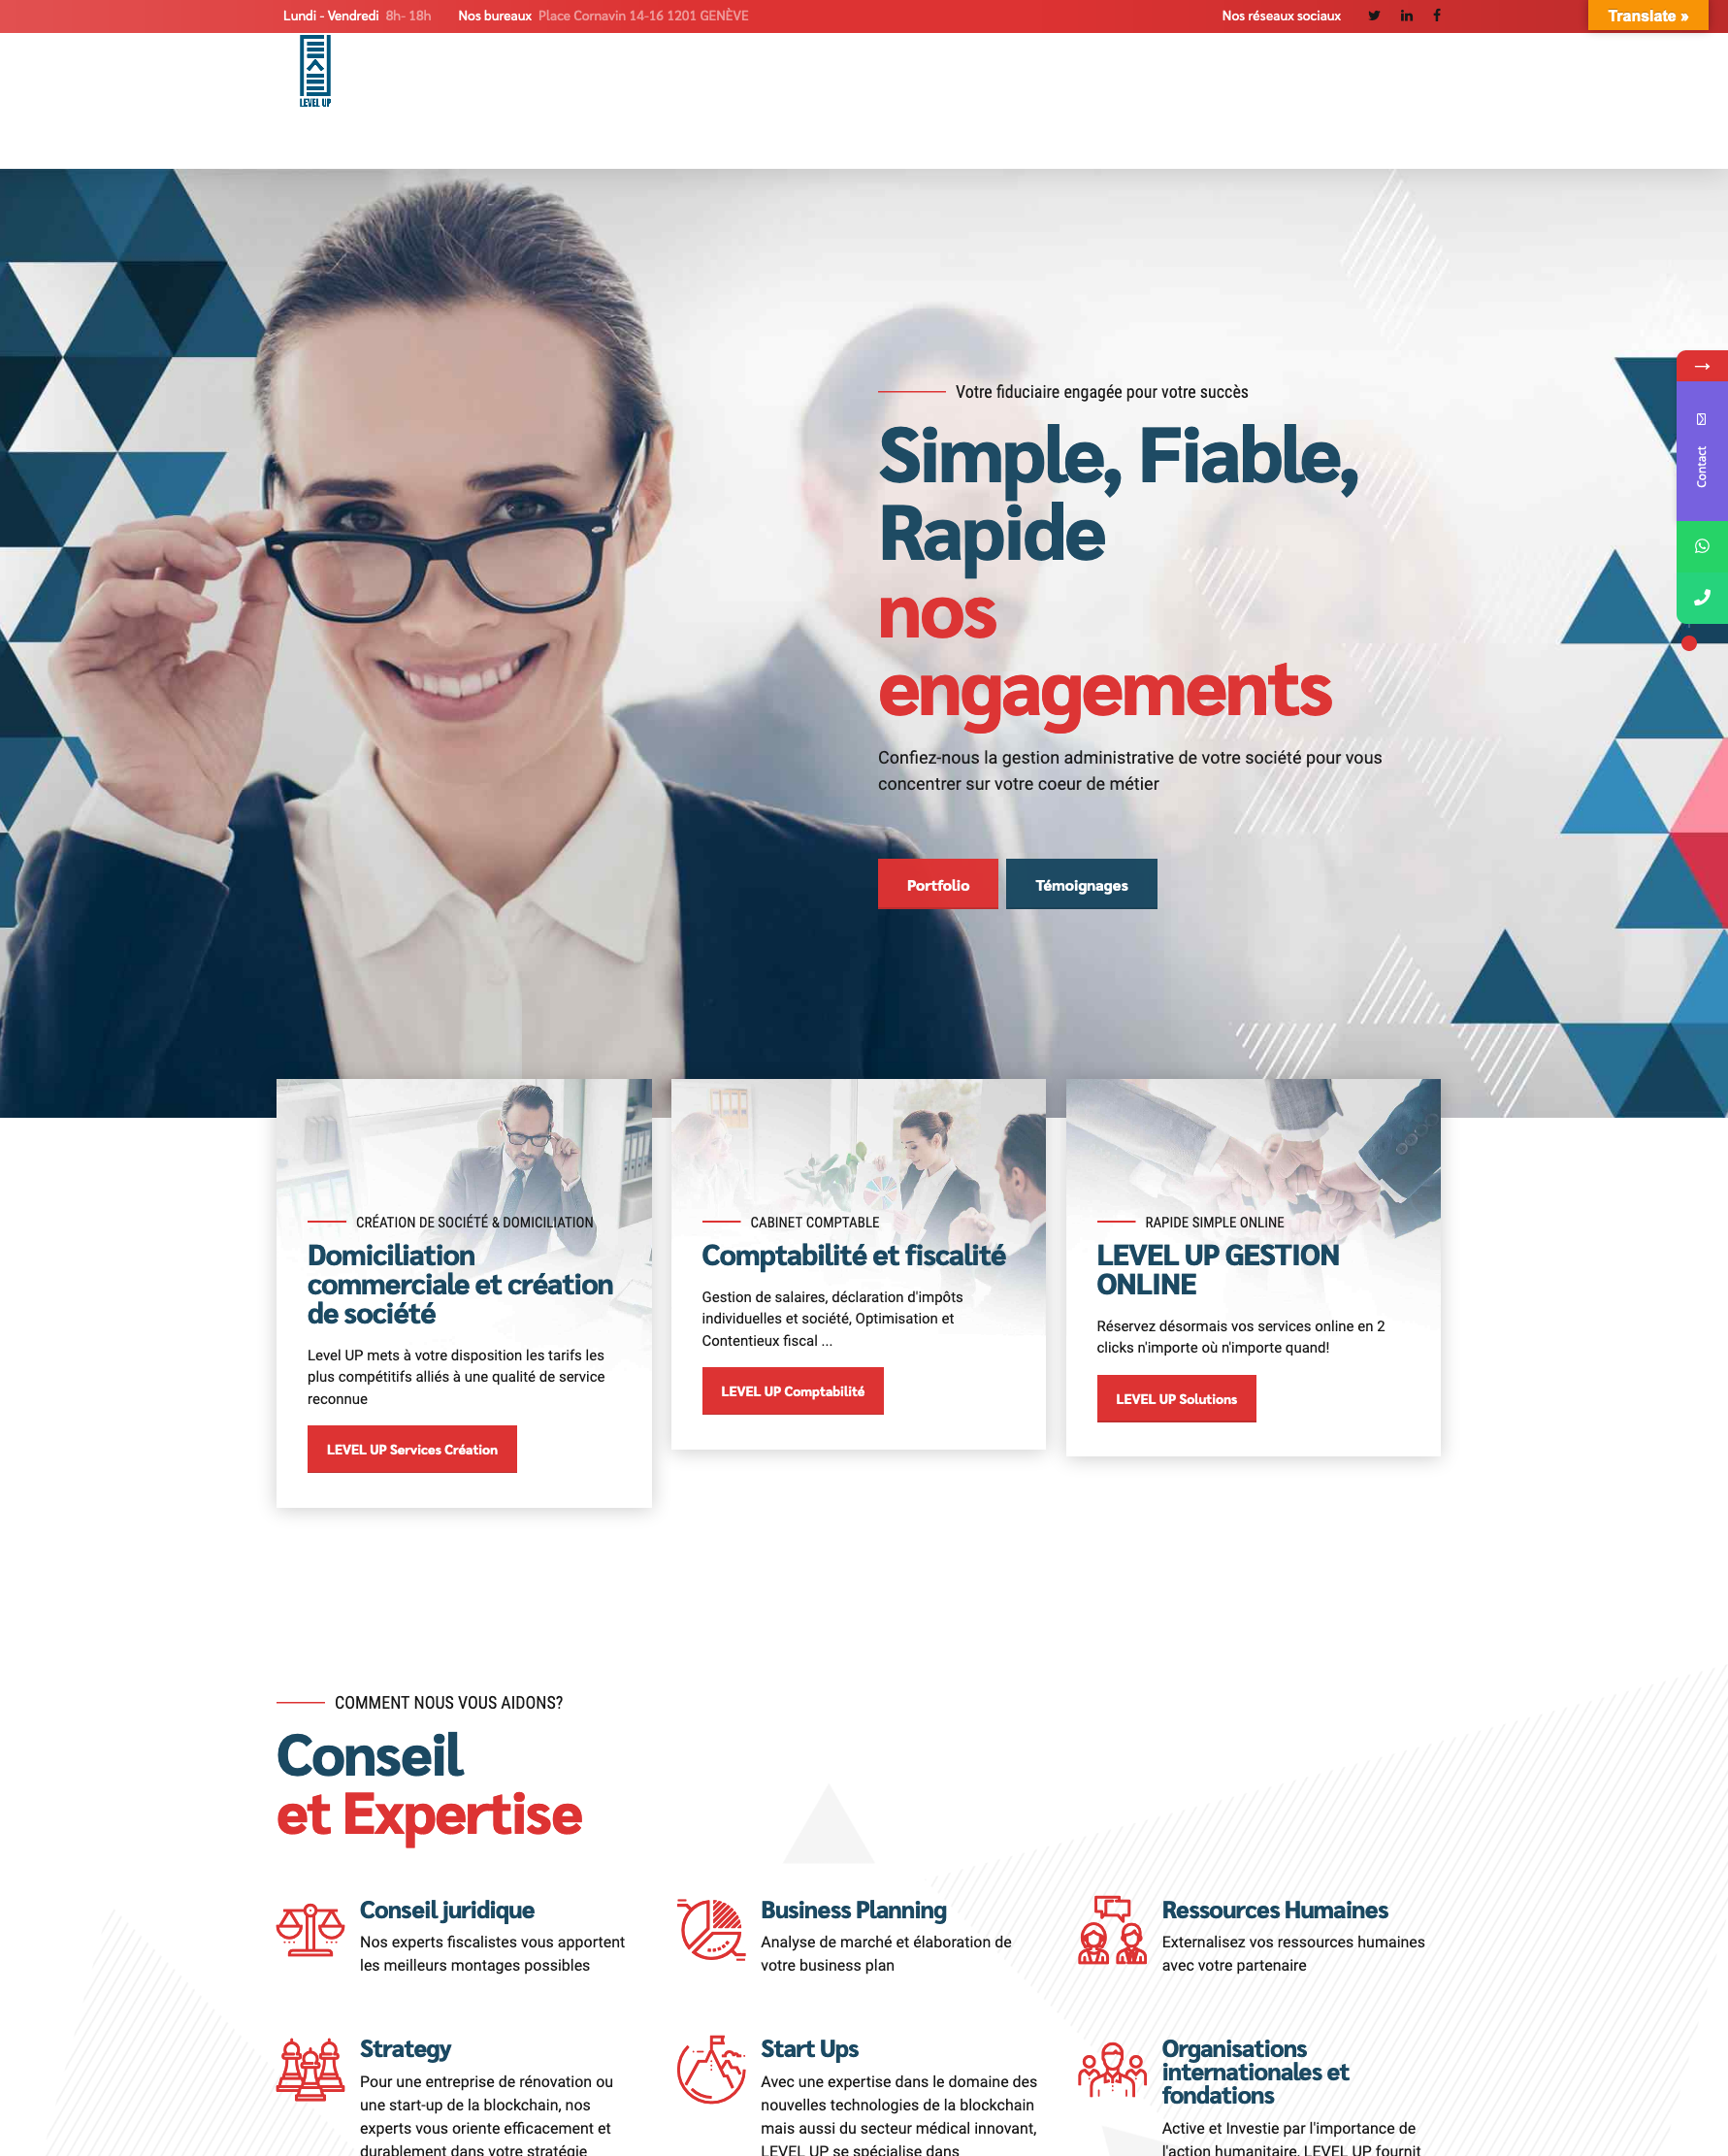 Lundi - Vendredi 8h- 18h Nos bureaux Place Cornavin 14-16 1201 GENÈVE Nos réseaux sociaux Translate »
LEVEL UP
Votre fiduciaire engagée pour votre succès
Simple, Fiable,
Rapide
nos
engagements
Confiez-nous la gestion administrative de votre société pour vous
concentrer sur votre coeur de métier
Portfolio Témoignages
Contact
CRÉATION DE SOCIÉTÉ & DOMICILIATION
Domiciliation
commerciale et création
de société
Level UP mets à votre disposition les tarifs les
plus compétitifs alliés à une qualité de service
reconnue
LEVEL UP Services Création
CABINET COMPTABLE
Comptabilité et fiscalité
Gestion de salaires, déclaration d'impôts
individuelles et société, Optimisation et
Contentieux fiscal ...
LEVEL UP Comptabilité
RAPIDE SIMPLE ONLINE
LEVEL UP GESTION
ONLINE
Réservez désormais vos services online en 2
clicks n'importe où n'importe quand!
LEVEL UP Solutions
COMMENT NOUS VOUS AIDONS?
Conseil
et Expertise
Conseil juridique
Nos experts fiscalistes vous apportent
les meilleurs montages possibles
Business Planning
Analyse de marché et élaboration de
votre business plan
Ressources Humaines
Externalisez vos ressources humaines
avec votre partenaire
Strategy
Pour une entreprise de rénovation ou
une start-up de la blockchain, nos
experts vous oriente efficacement et
durablement dans votre stratégie
Start Ups
Avec une expertise dans le domaine des
nouvelles technologies de la blockchain
mais aussi du secteur médical innovant,
LEVEL UP se spécialise dans
Organisations
internationales et
fondations
Active et Investie par l'importance de
l'action humanitaire, LEVEL UP fournit